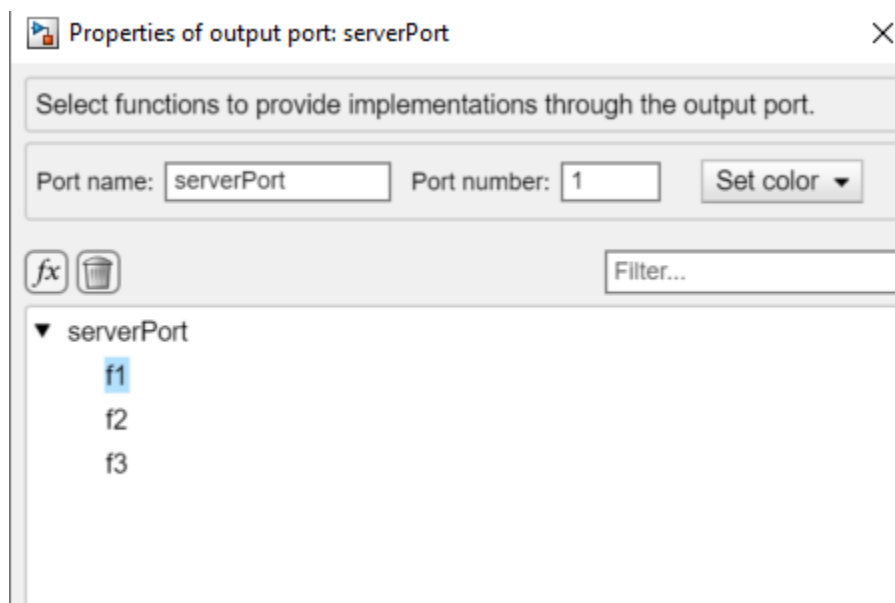 Properties of output port: serverPort
Select functions to provide implementations through the output port.
Port name: serverPort Port number: 1 Set color
fx Filter...
serverPort
f1
f2
f3